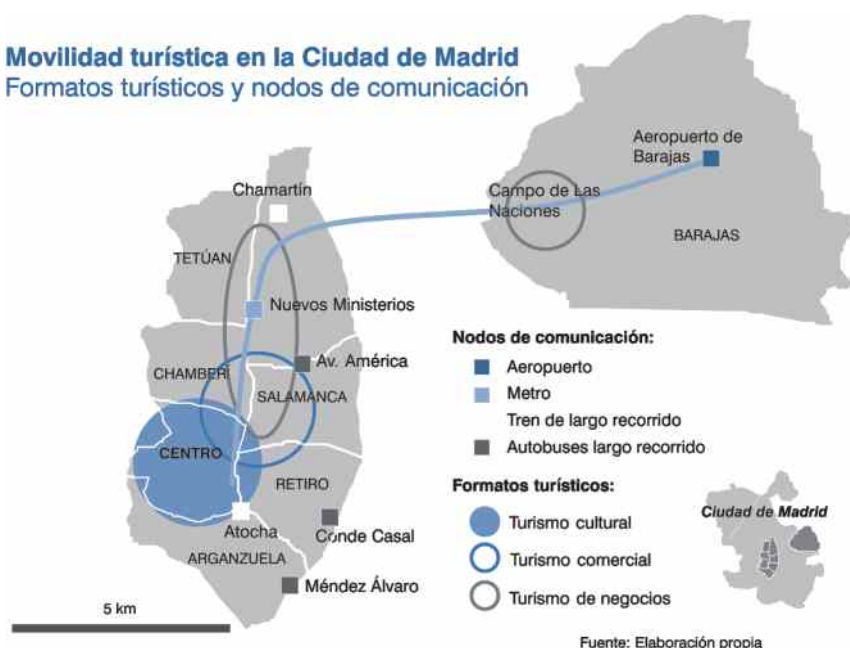 Movilidad turística en la Ciudad de Madrid
Formatos turísticos y nodos de comunicación
Aeropuerto de
Barajas
Chamartín
Campo de Las
Naciones
BARAJAS
TETÚAN
Nuevos Ministerios
Av. América
CHAMBERÍ
SALAMANCA
CENTRO
RETIRO
Atocha
Conde Casal
ARGANZUELA
Méndez Álvaro
5 km
Nodos de comunicación:
Aeropuerto
Metro
Tren de largo recorrido
Autobuses largo recorrido
Formatos turísticos:
Turismo cultural
Turismo comercial
Turismo de negocios
Ciudad de Madrid
Fuente: Elaboración propia